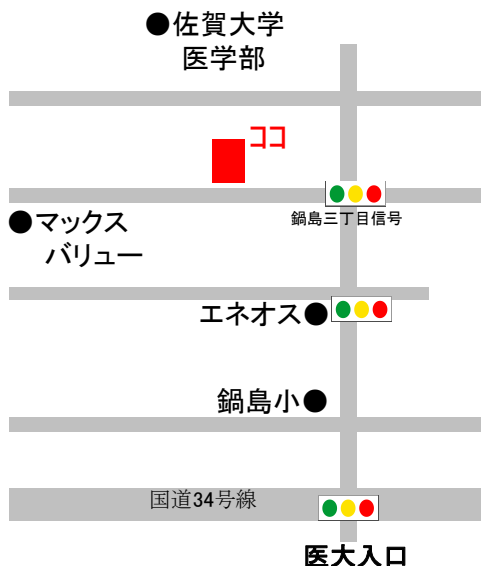 ●佐賀大学
医学部
ココ
鍋島三丁目信号
●マックス
バリュー
エネオス●
鍋島小●
国道34号線
医大入口